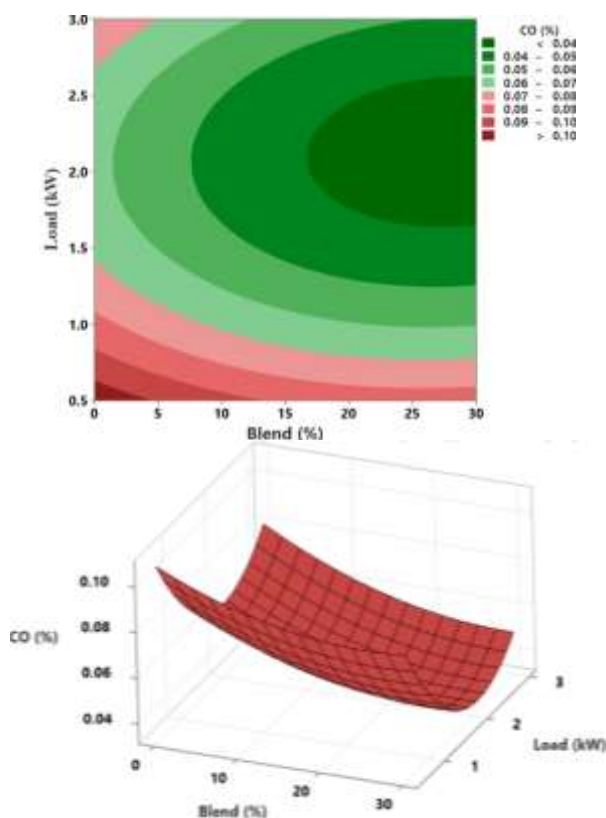 CO (%)
< 0.04
0.04 – 0.05
0.05 – 0.06
0.06 – 0.07
0.07 – 0.08
0.08 – 0.09
0.09 – 0.10
> 0.10
3.0
2.5
2.0
1.5
1.0
0.5
Load (kW)
0 5 10 15 20 25 30
Blend (%)
0.10
0.08
0.06
0.04
CO (%)
0 10 20 30
Blend (%)
1 2 3
Load (kW)